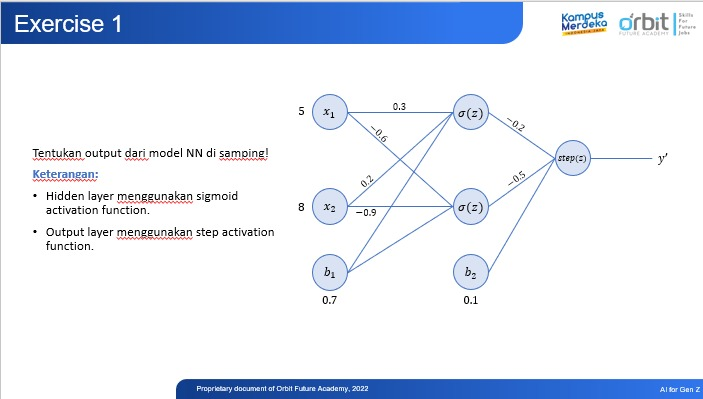 Exercise 1
Kampus
Merdeka
INDONESIA JAYA
orbit
FUTURE ACADEMY
Skills
For
Future
Jobs
Tentukan output dari model NN di samping!
Keterangan:
• Hidden layer menggunakan sigmoid
activation function.
• Output layer menggunakan step activation
function.
5
x₁
0.3
−0.6
σ(z)
−0.2
step(z)
y′
8
x₂
0.2
−0.9
σ(z)
−0.5
b₁
0.7
b₂
0.1
Proprietary document of Orbit Future Academy, 2022
AI for Gen Z